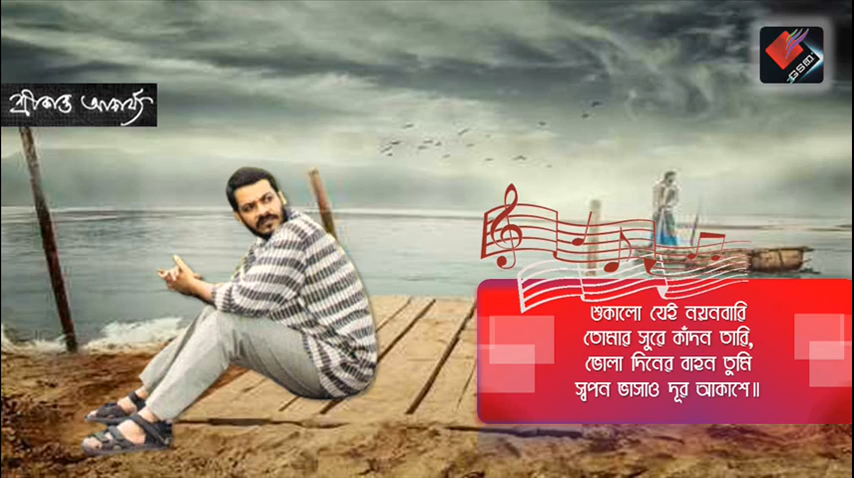 শ্রীকান্ত আচার্য্য
শুকালো যেই নয়নবারি
তোমার সুরে কাঁদন তারি,
ভোলা দিনের বাহন তুমি
স্বপন ভাসাও দূর আকাশে॥